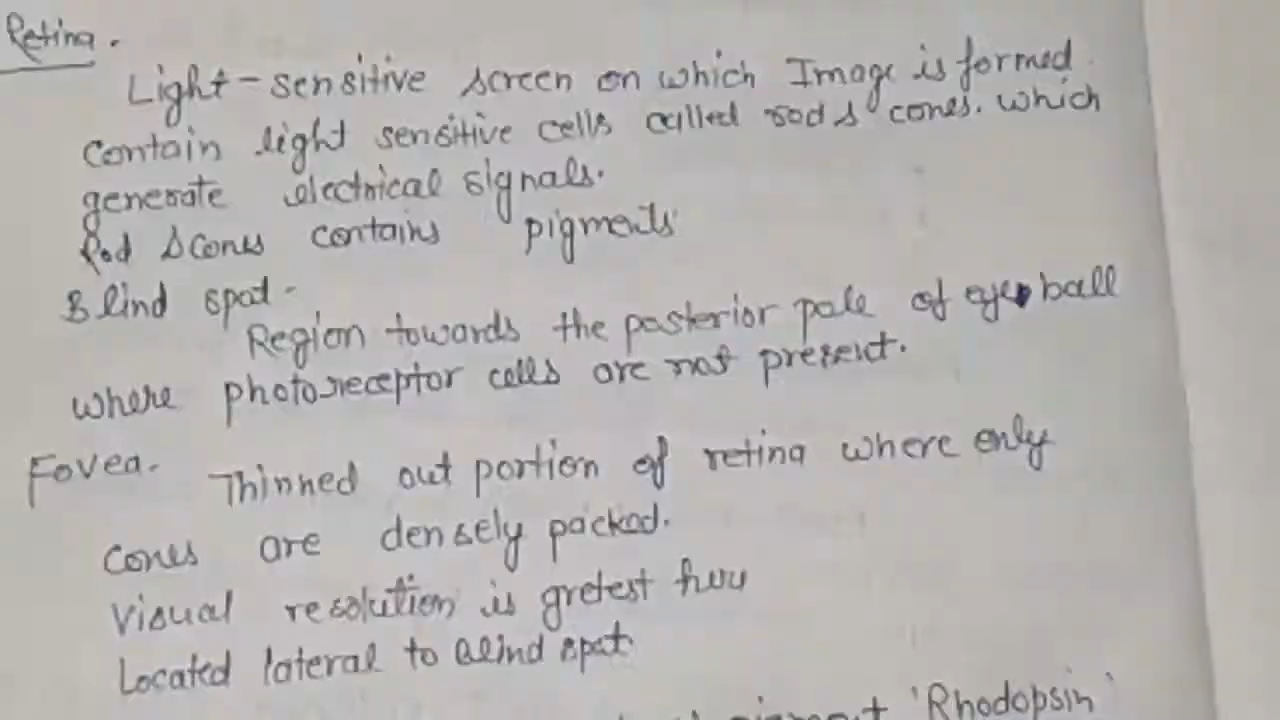 Retina.
Light-sensitive screen on which Image is formed.
contain light sensitive cells called rod & cones. which
generate electrical signals.
Rod & cones contains pigments
Blind spot-
Region towards the posterior pole of eye ball
where photoreceptor cells are not present.
Fovea. Thinned out portion of retina where only
cones are densely packed.
Visual resolution is gretest here
Located lateral to Blind spot
'Rhodopsin'